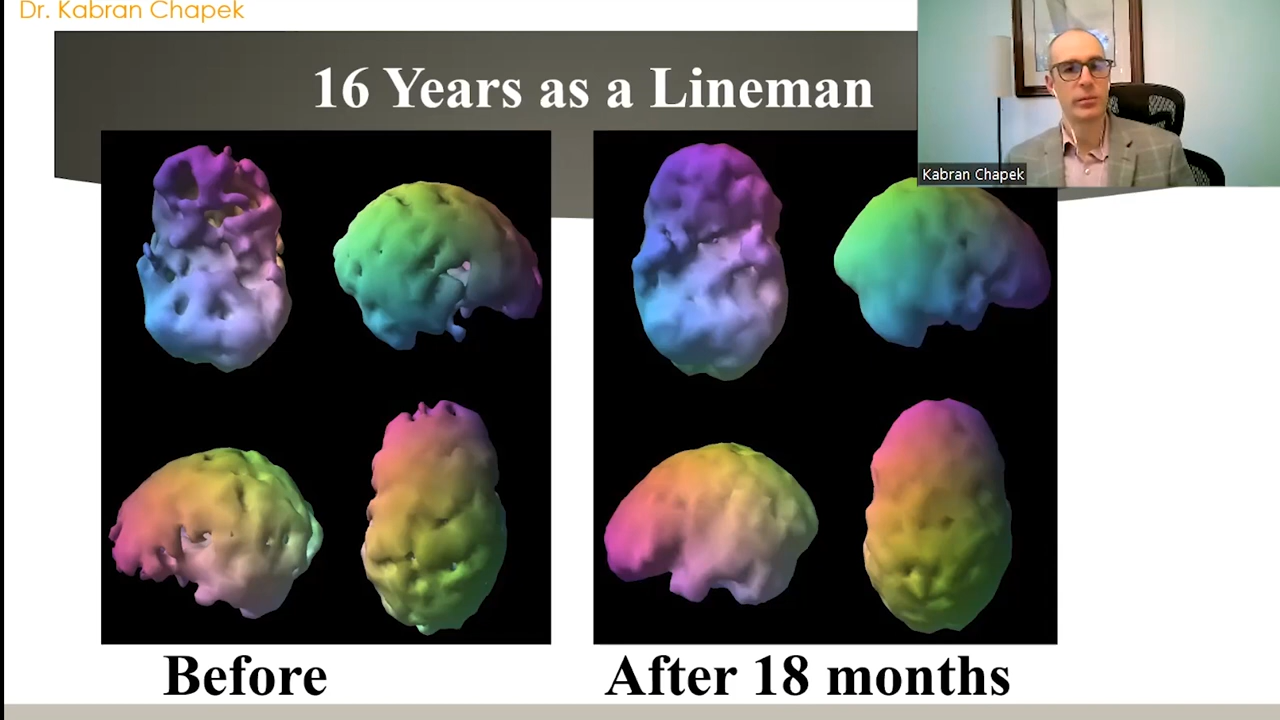 Dr. Kabran Chapek
16 Years as a Lineman
Kabran Chapek
Before
After 18 months